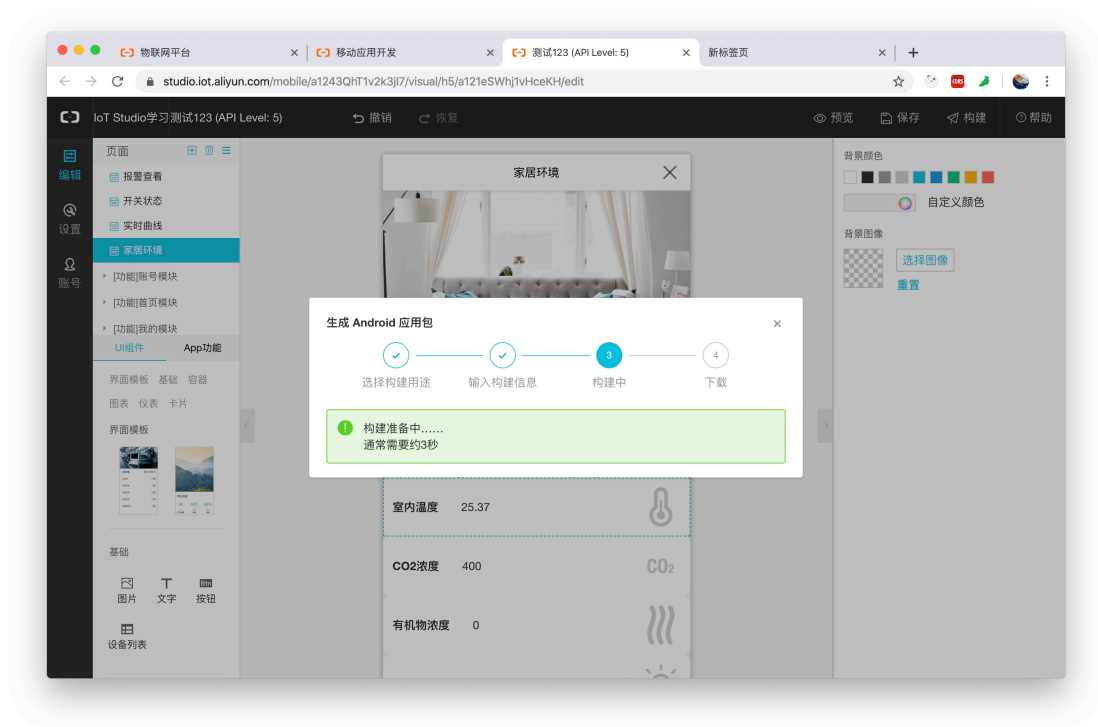 物联网平台
移动应用开发
测试123 (API Level: 5)
新标签页
studio.iot.aliyun.com/mobile/a1243QhT1v2k3jl7/visual/h5/a121eSWhj1vHceKH/edit
CORS
IoT Studio学习测试123 (API Level: 5)
撤销
恢复
预览
保存
构建
帮助
编辑
设置
账号
页面
报警查看
开关状态
实时曲线
家居环境
[功能]账号模块
[功能]首页模块
[功能]我的模块
UI组件
App功能
界面模板 基础 容器
图表 仪表 卡片
界面模板
基础
图片
文字
Btn
按钮
设备列表
家居环境
生成 Android 应用包
3
4
选择构建用途
输入构建信息
构建中
下载
构建准备中......
通常需要约3秒
室内温度 25.37
CO2浓度 400
CO2
有机物浓度 0
背景颜色
自定义颜色
背景图像
选择图像
重置